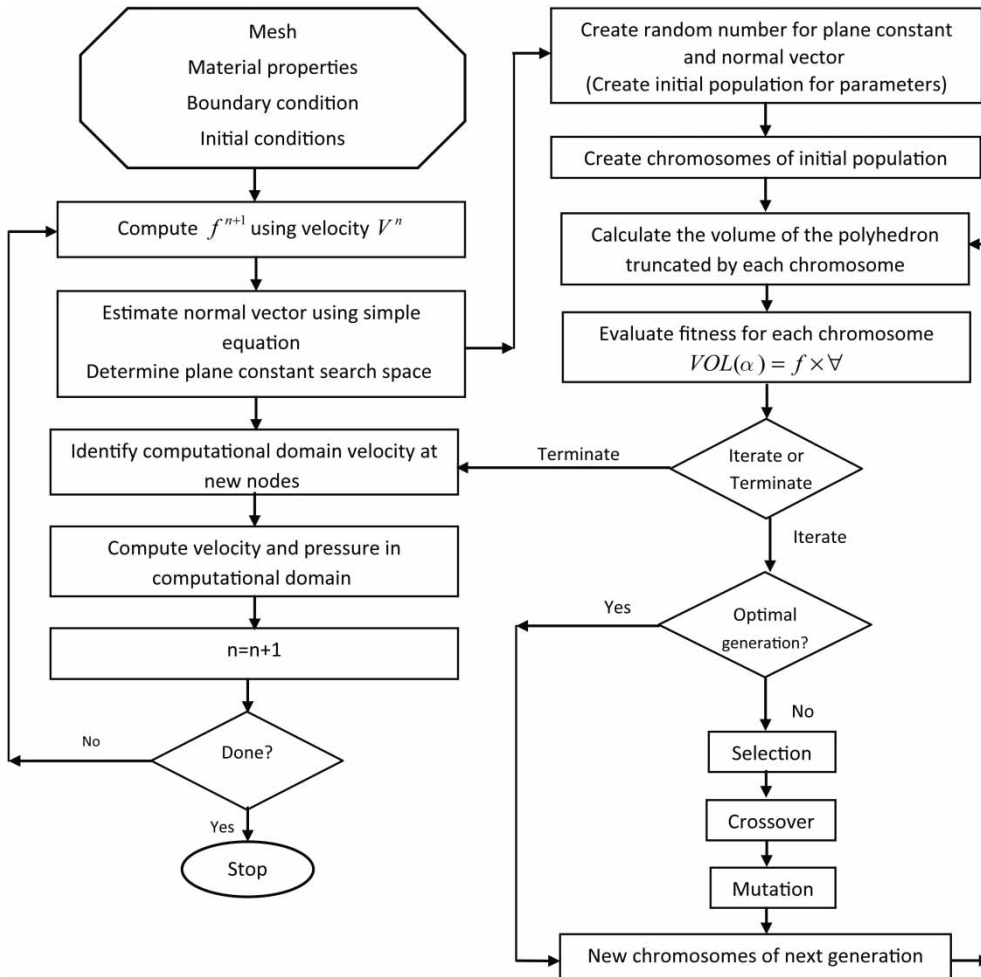 Mesh
Material properties
Boundary condition
Initial conditions
Compute f^{n+1} using velocity V^n
Estimate normal vector using simple
equation
Determine plane constant search space
Identify computational domain velocity at
new nodes
Compute velocity and pressure in
computational domain
n=n+1
Done?
No
Yes
Stop
Create random number for plane constant
and normal vector
(Create initial population for parameters)
Create chromosomes of initial population
Calculate the volume of the polyhedron
truncated by each chromosome
Evaluate fitness for each chromosome
VOL(α) = f × ∀
Iterate or
Terminate
Terminate
Iterate
Optimal
generation?
Yes
No
Selection
Crossover
Mutation
New chromosomes of next generation